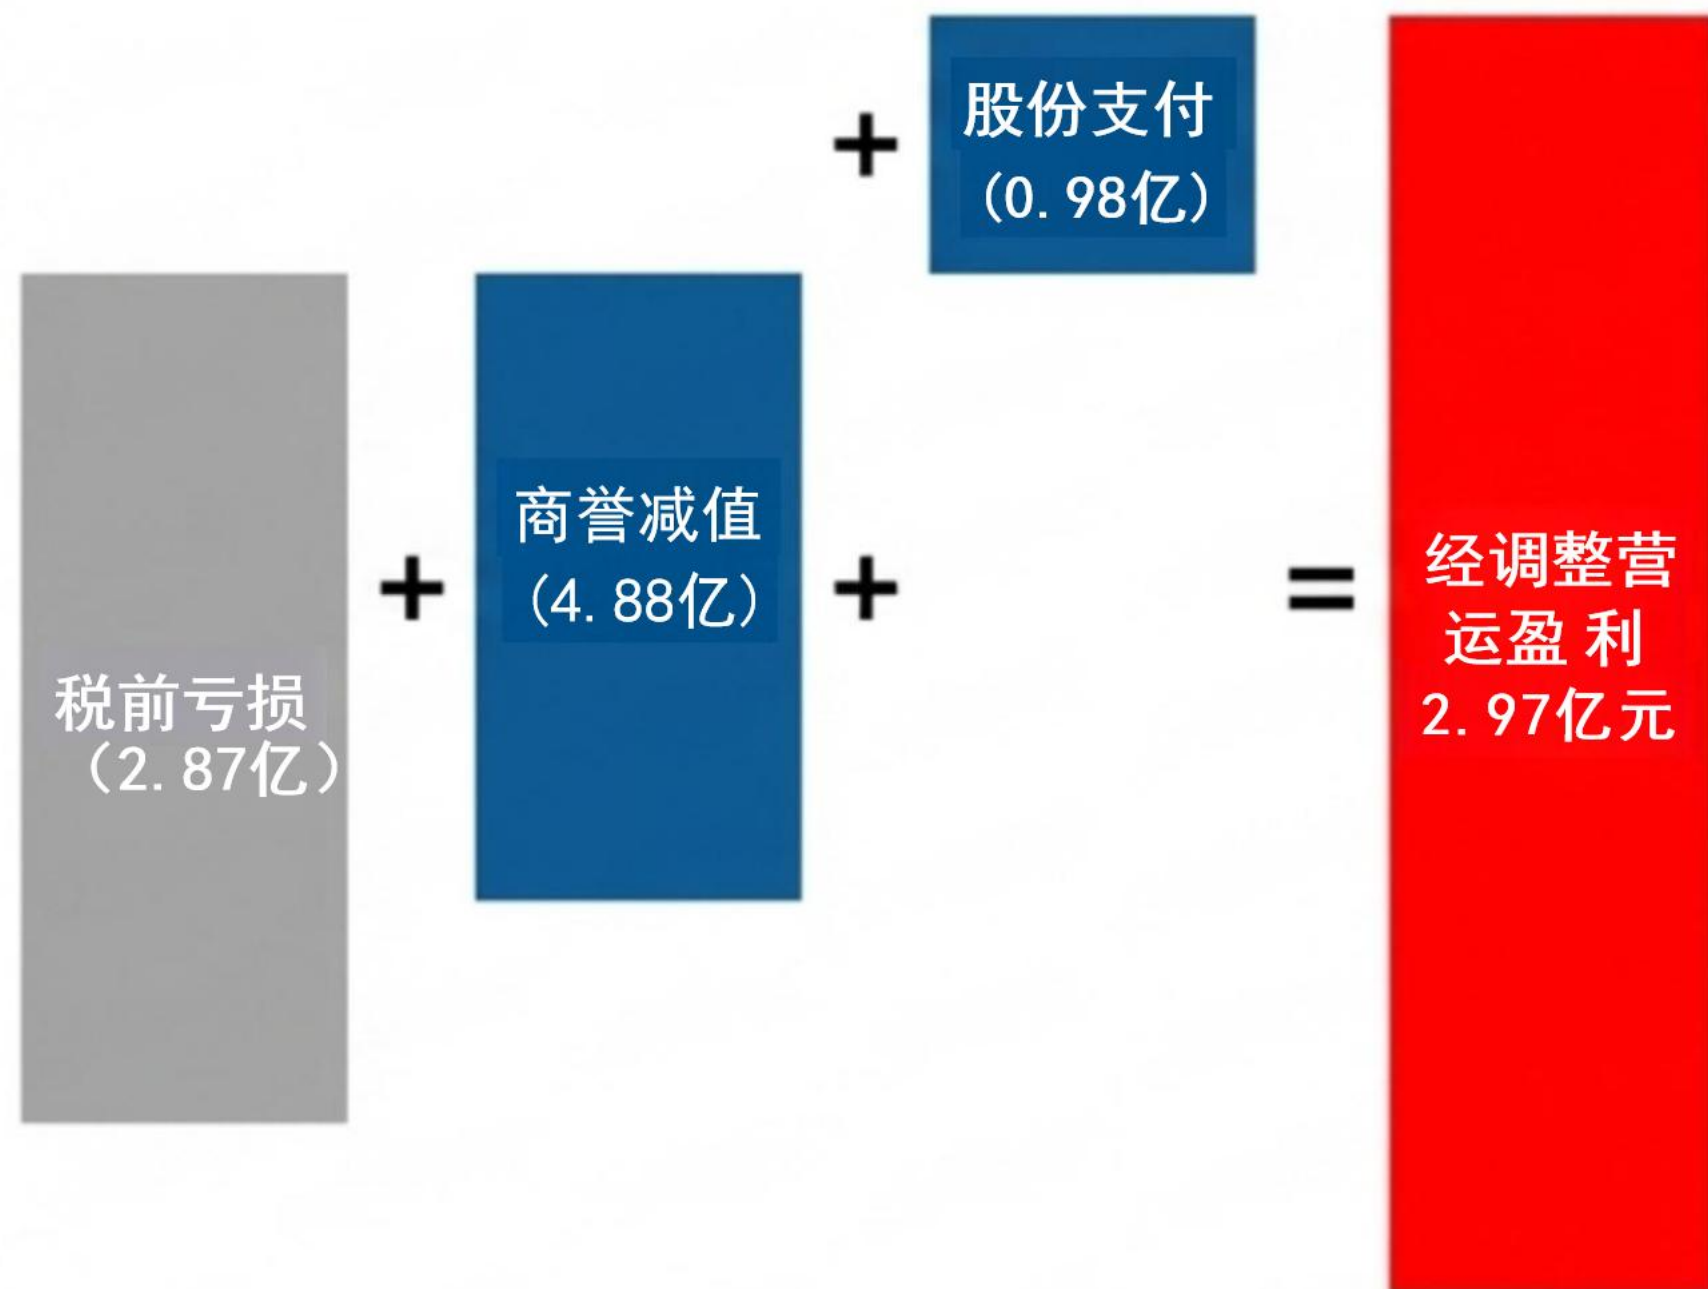 +
股份支付
(0.98亿)
税前亏损
（2.87亿）
+
商誉减值
(4.88亿)
+
=
经调整营
运盈 利
2.97亿元